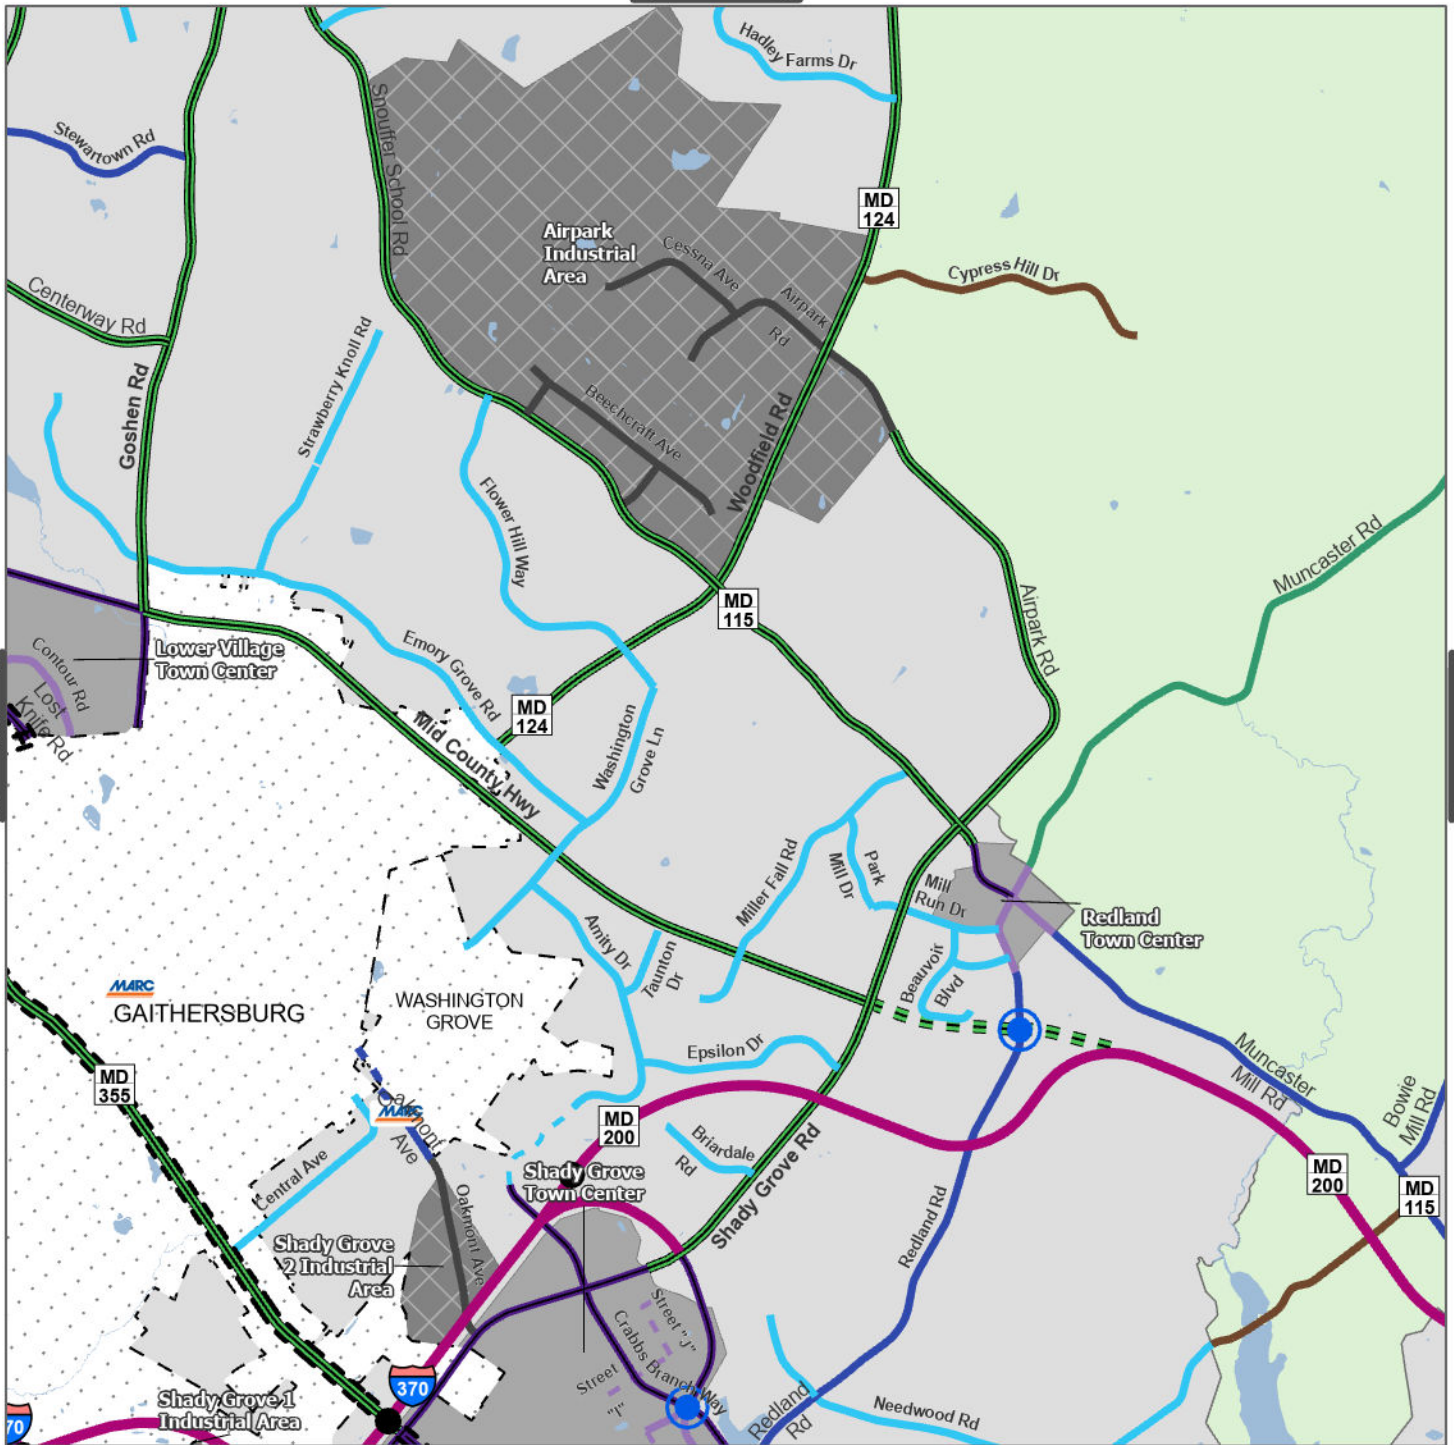 Hadley Farms Dr
Stewartown Rd
Snouffer School Rd
MD
124
Airpark
Industrial
Area
Cessna Ave
Airpark
Rd
Cypress Hill Dr
Centerway Rd
Goshen Rd
Strawberry Knoll Rd
Beechcraft Ave
Woodfield Rd
Flower Hill Way
Muncaster Rd
MD
115
Airpark Rd
Contour Rd
Lost
Knife Rd
Lower Village
Town Center
Emory Grove Rd
MD
124
Mid County Hwy
Washington
Grove Ln
Miller Fall Rd
Park
Mill Dr
Mill
Run Dr
Redland
Town Center
Amity Dr
Taunton
Dr
Beauvoir
Blvd
MARC
GAITHERSBURG
WASHINGTON
GROVE
Epsilon Dr
Muncaster
Mill Rd
Bowie
Mill Rd
MD
355
MARC
Oakmont
Ave
MD
200
Briardale
Rd
Shady Grove
Town Center
Central Ave
Oakmont Ave
Shady Grove Rd
Redland Rd
MD
200
MD
115
Shady Grove
2 Industrial
Area
Street "J"
Crabbs Branch Way
Street
"I"
370
Shady Grove 1
Industrial Area
70
Redland
Rd
Needwood Rd